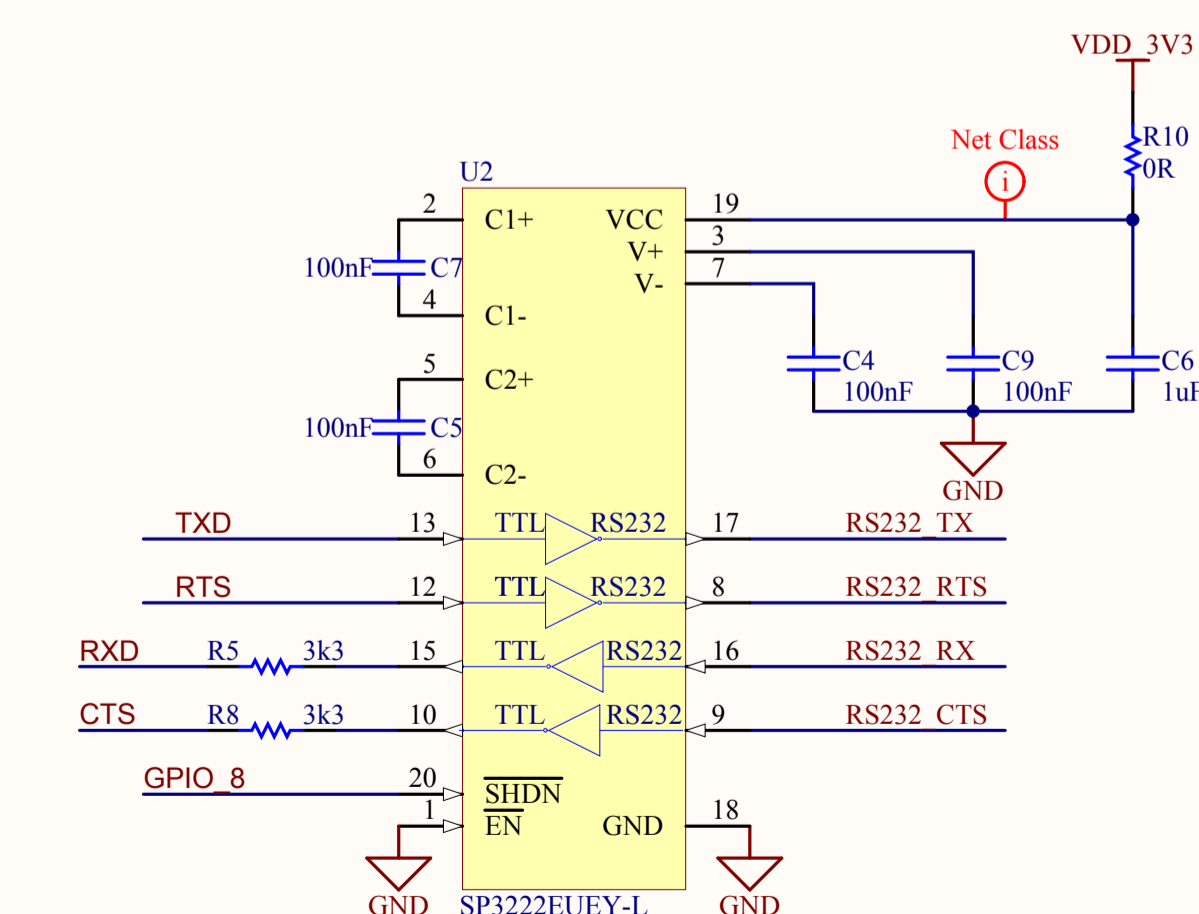 VDD_3V3
R10
0R
Net Class
i
U2
2
C1+
VCC
19
V+
3
100nF
C7
V-
7
4
C1-
5
C2+
C4
100nF
C9
100nF
C6
1uF
100nF
C5
6
C2-
GND
TXD
13
TTL
RS232
17
RS232_TX
RTS
12
TTL
RS232
8
RS232_RTS
RXD
R5
3k3
15
TTL
RS232
16
RS232_RX
CTS
R8
3k3
10
TTL
RS232
9
RS232_CTS
GPIO_8
20
SHDN
1
EN
GND
18
GND
SP3222EUEY-L
GND